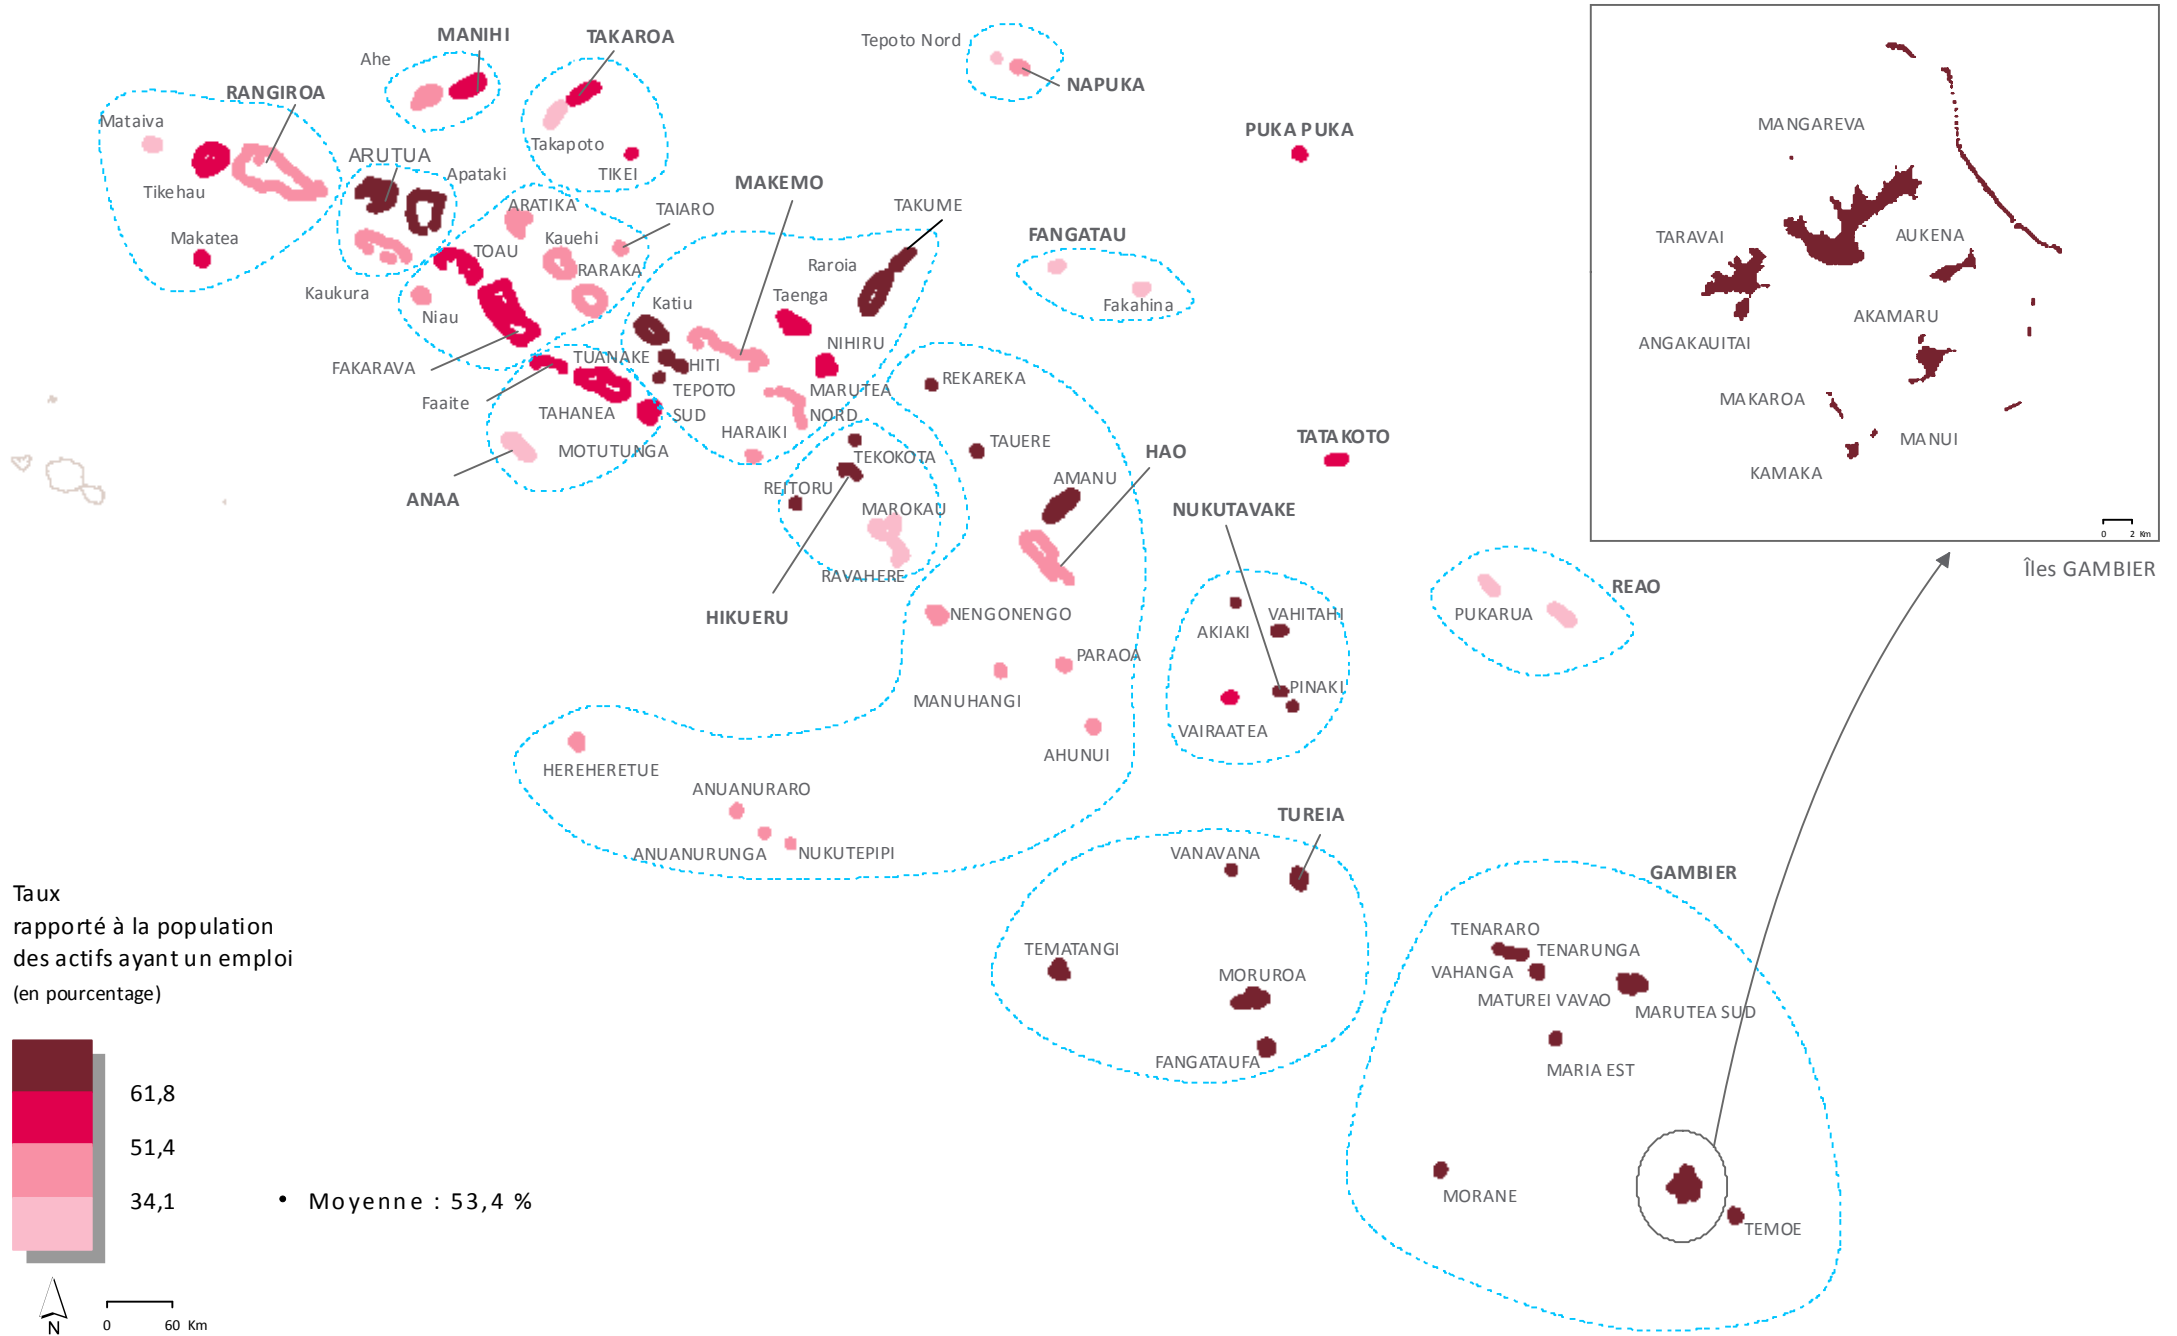 MANIHI
TAKAROA
Tepoto Nord
Ahe
NAPUKA
RANGIROA
Mataiva
PUKA PUKA
MANGAREVA
Takapoto
ARUTUA
Apataki
TIKEI
Tikehau
MAKEMO
ARATIKA
TAIARO
TAKUME
Makatea
Kauehi
FANGATAU
TARAVAI
AUKENA
TOAU
RARAKA
Raroia
Kaukura
Niau
Katiu
Taenga
Fakahina
AKAMARU
NIHIRU
ANGAKAUITAI
FAKARAVA
TUANAKE
HITI
REKAREKA
Faaite
TEPOTO
SUD
MARUTEA
NORD
MAKAROA
TAHANEA
HARAIKI
MOTUTUNGA
TEKOKOTA
TAUERE
HAO
TATAKOTO
MANUI
KAMAKA
ANAA
REITORU
AMANU
MAROKAU
NUKUTAVAKE
0 2 Km
Îles GAMBIER
RAVAHERE
REAO
HIKUERU
NENGONENGO
AKIAKI
VAHITAHI
PUKARUA
PARAOA
MANUHANGI
PINAKI
VAIRAATEA
AHUNUI
HEREHERETUE
ANUANURARO
ANUANURUNGA
NUKUTEPIPI
TUREIA
VANAVANA
GAMBIER
TEMATANGI
MORUROA
FANGATAUFA
TENARARO
TENARUNGA
VAHANGA
MATUREI VAVAO
MARUTEA SUD
MARIA EST
MORANE
TEMOE
Taux
rapporté à la population
des actifs ayant un emploi
(en pourcentage)
61,8
51,4
34,1
• Moyenne : 53,4 %
N
0 60 Km